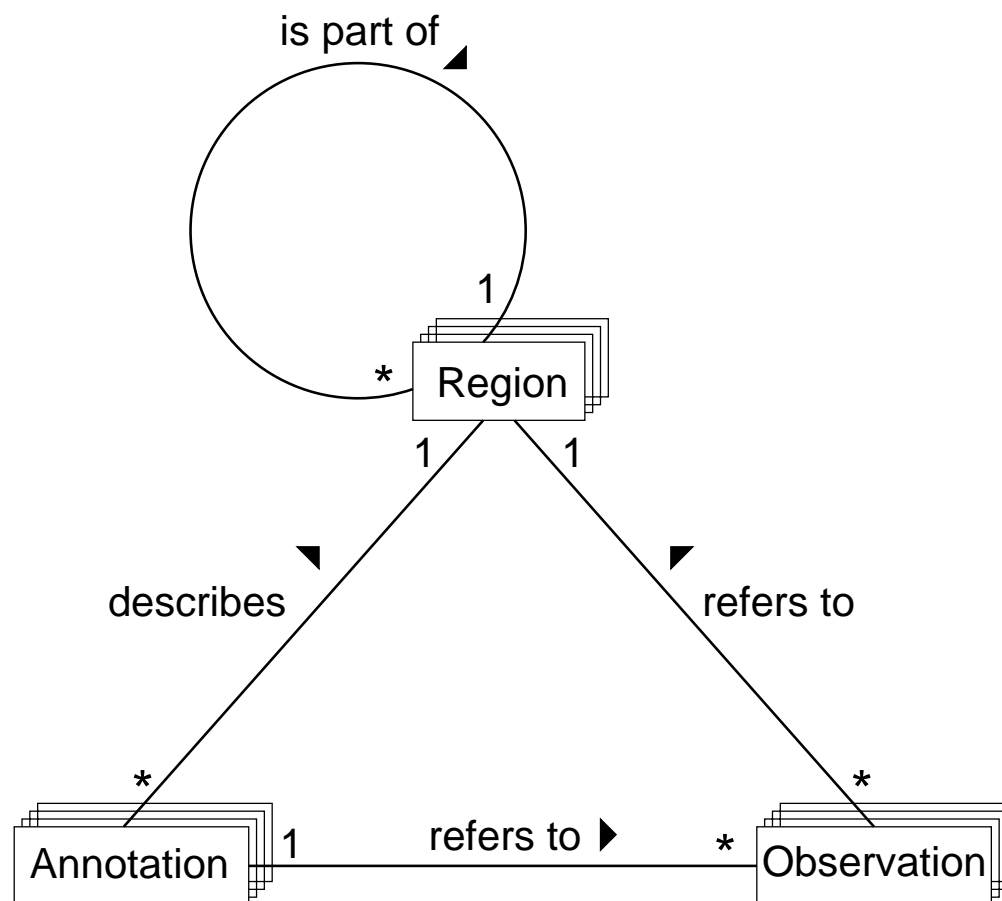 is part of
1
*
Region
1
1
describes
refers to
*
*
Annotation
1
refers to
*
Observation